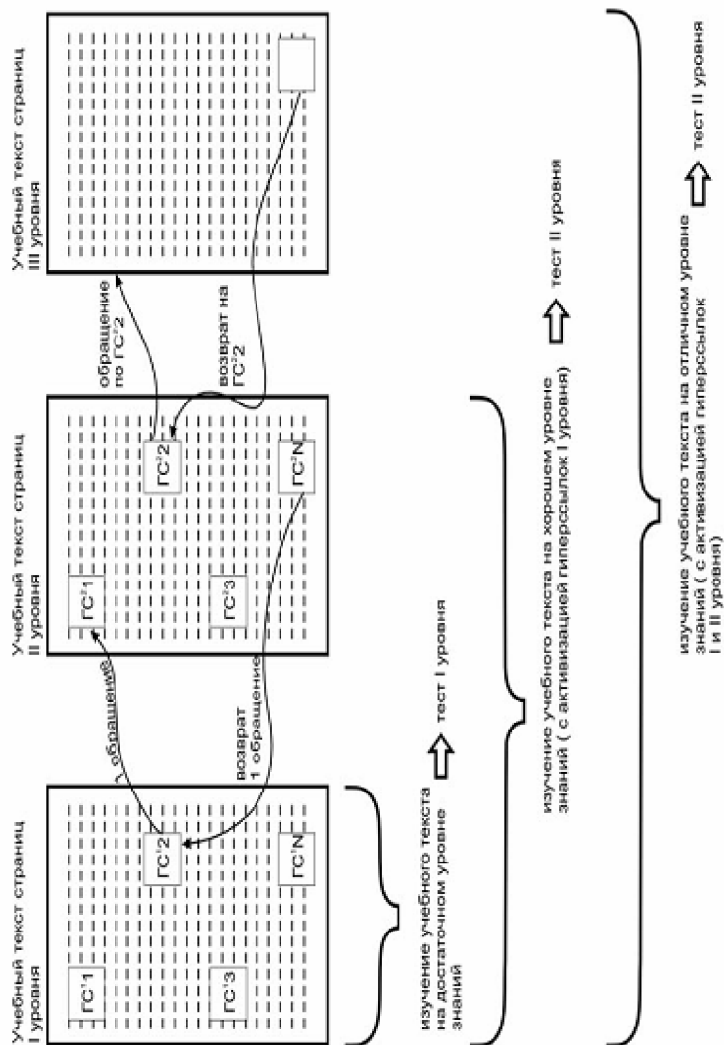 Учебный текст страниц
I уровня
ГС¹1
ГС¹2
ГС¹3
ГС¹N
1 обращение
возврат
1 обращение
Учебный текст страниц
II уровня
ГС²1
ГС²2
ГС²3
ГС²N
обращение
по ГС²2
возврат на
ГС²2
Учебный текст страниц
III уровня
изучение учебного текста
на достаточном уровне
знаний
тест I уровня
изучение учебного текста на хорошем уровне
знаний ( с активизацией гиперссылок I уровня)
тест II уровня
изучение учебного текста на отличном уровне
знаний ( с активизацией гиперссылок
I и II уровня)
тест II уровня